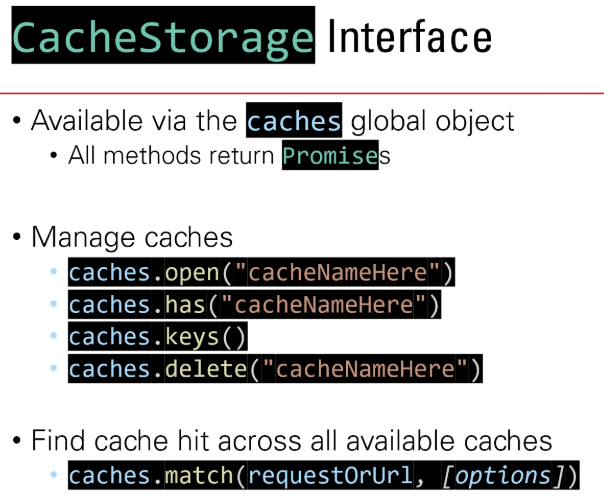 CacheStorage Interface
• Available via the caches global object
• All methods return Promises
• Manage caches
• caches.open("cacheNameHere")
• caches.has("cacheNameHere")
• caches.keys()
• caches.delete("cacheNameHere")
• Find cache hit across all available caches
• caches.match(requestOrUrl, [options])